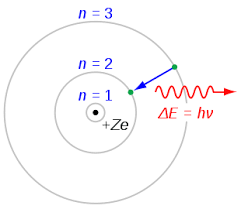 n = 3
n = 2
n = 1
+Ze
ΔE = hν